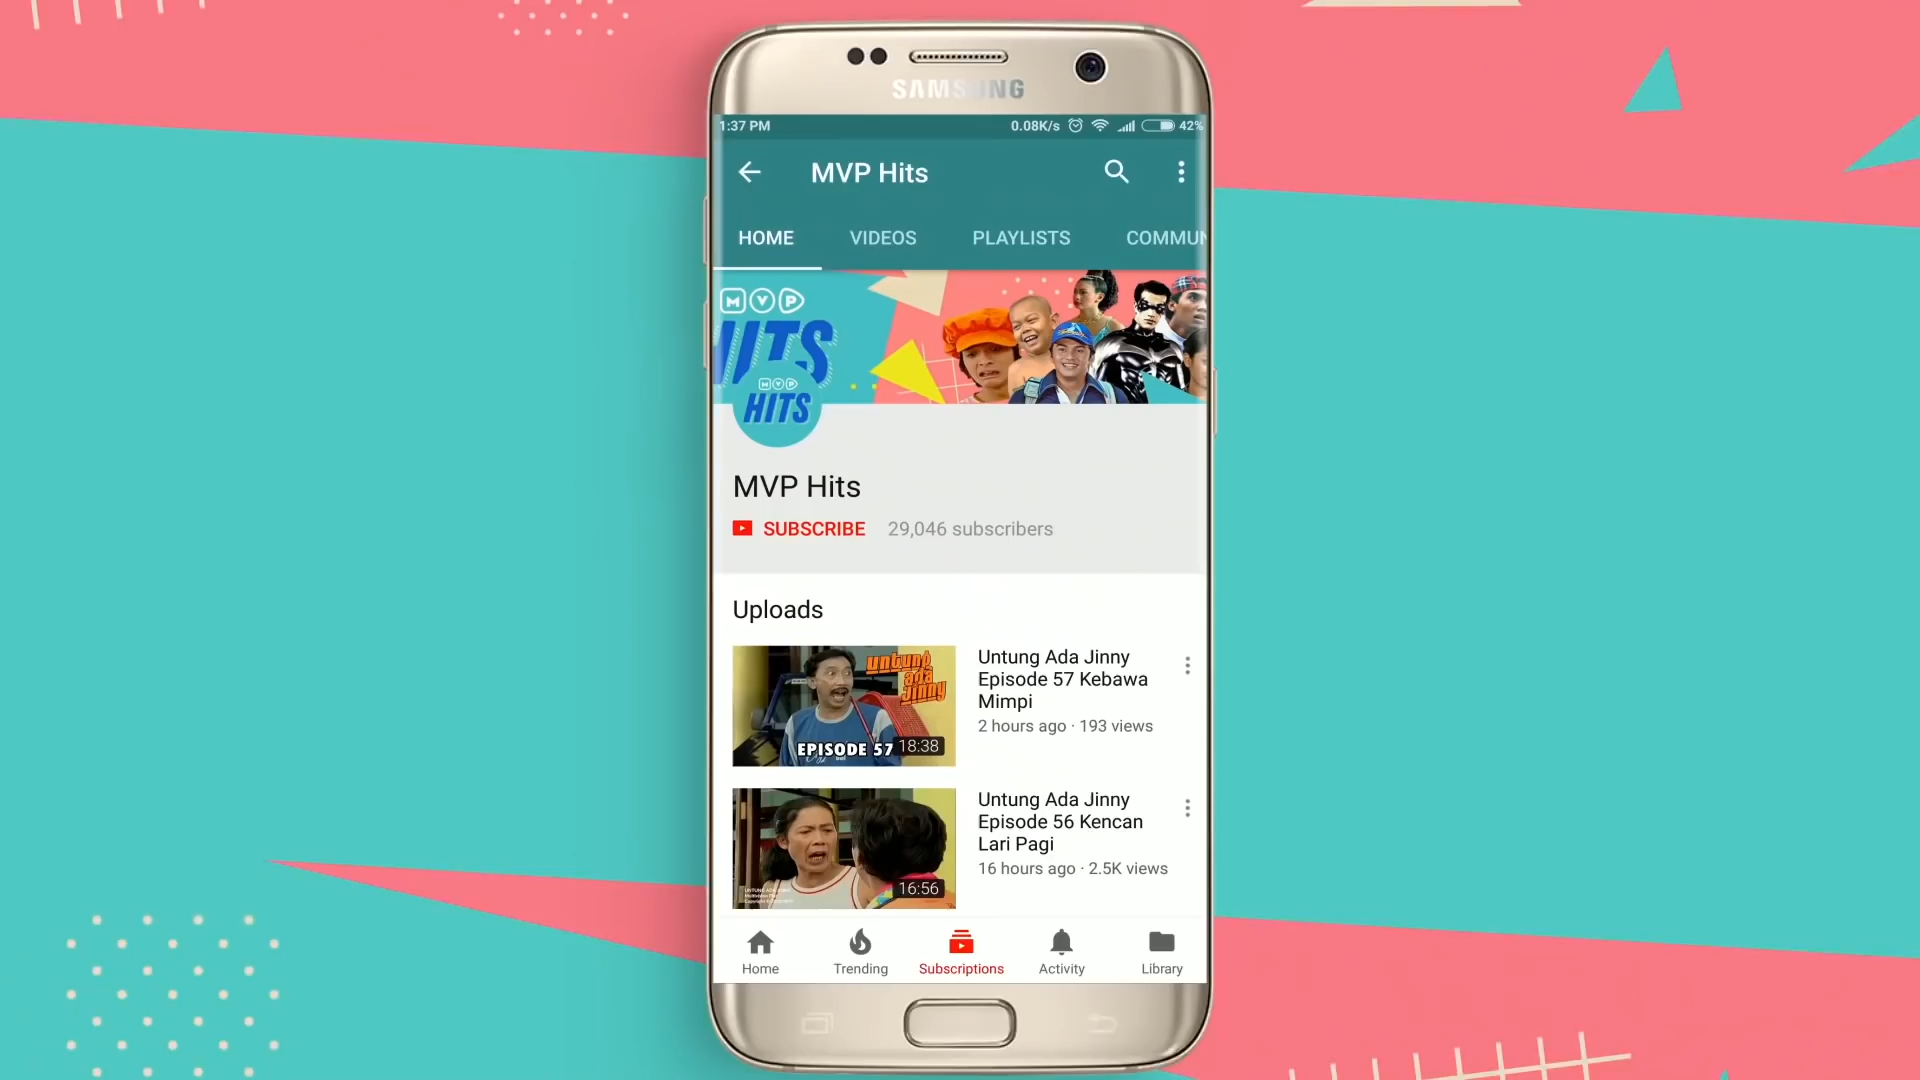 SAMSUNG
1:37 PM
0.08K/s
42%
MVP Hits
HOME
VIDEOS
PLAYLISTS
COMMUN
MVP
HITS
MVP
HITS
MVP Hits
SUBSCRIBE
29,046 subscribers
Uploads
untung
ada
jinny
EPISODE 57
18:38
Untung Ada Jinny
Episode 57 Kebawa
Mimpi
2 hours ago · 193 views
16:56
Untung Ada Jinny
Episode 56 Kencan
Lari Pagi
16 hours ago · 2.5K views
Home
Trending
Subscriptions
Activity
Library